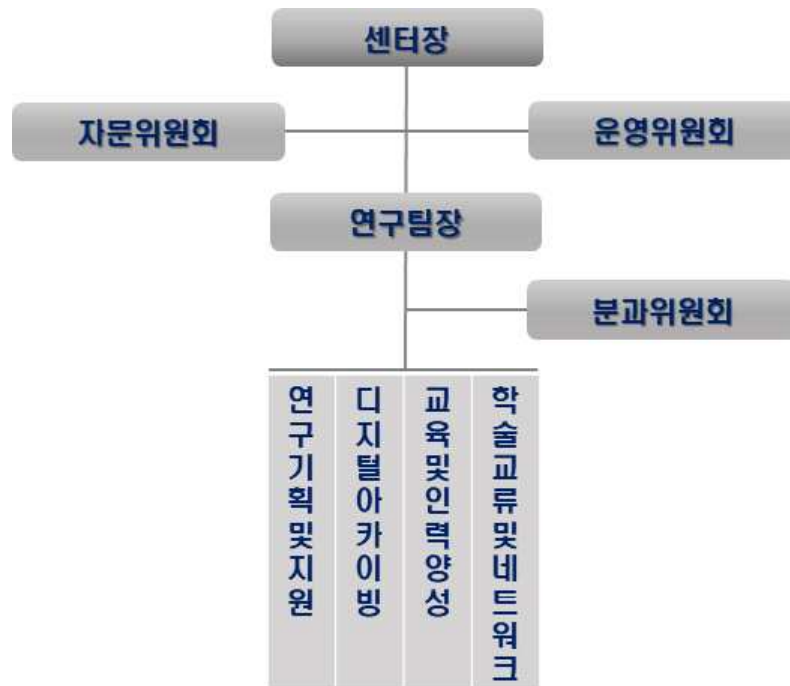 센터장
자문위원회
운영위원회
연구팀장
분과위원회
연구기획및지원
디지털아카이빙
교육및인력양성
학술교류및네트워크